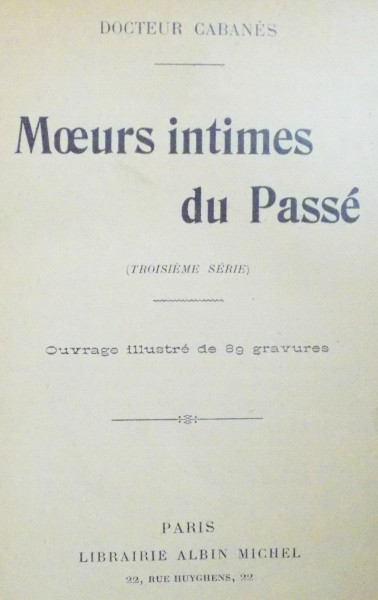 DOCTEUR CABANÈS
Mœurs intimes
du Passé
(TROISIÈME SÉRIE)
Ouvrage illustré de 89 gravures
PARIS
LIBRAIRIE ALBIN MICHEL
22, RUE HUYGHENS, 22